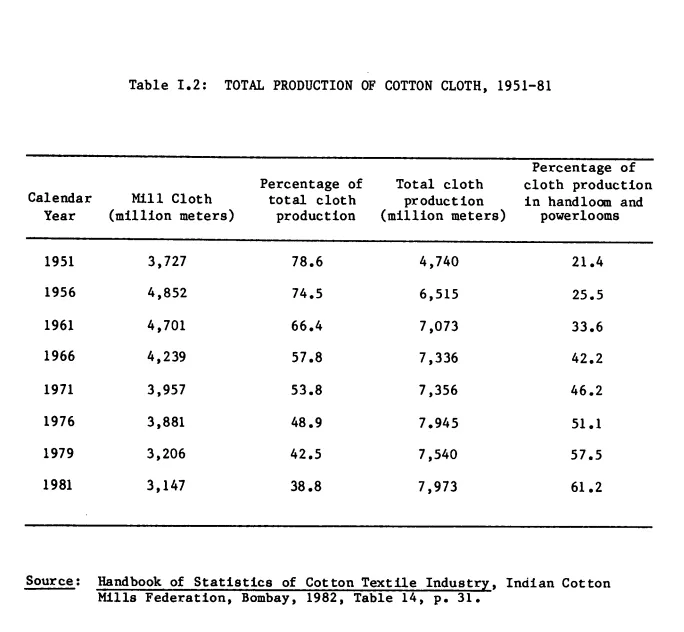 Table I.2: TOTAL PRODUCTION OF COTTON CLOTH, 1951-81
Calendar Year | Mill Cloth (million meters) | Percentage of total cloth production | Total cloth production (million meters) | Percentage of cloth production in handloom and powerlooms
1951 3,727 78.6 4,740 21.4
1956 4,852 74.5 6,515 25.5
1961 4,701 66.4 7,073 33.6
1966 4,239 57.8 7,336 42.2
1971 3,957 53.8 7,356 46.2
1976 3,881 48.9 7.945 51.1
1979 3,206 42.5 7,540 57.5
1981 3,147 38.8 7,973 61.2
Source: Handbook of Statistics of Cotton Textile Industry, Indian Cotton
Mills Federation, Bombay, 1982, Table 14, p. 31.